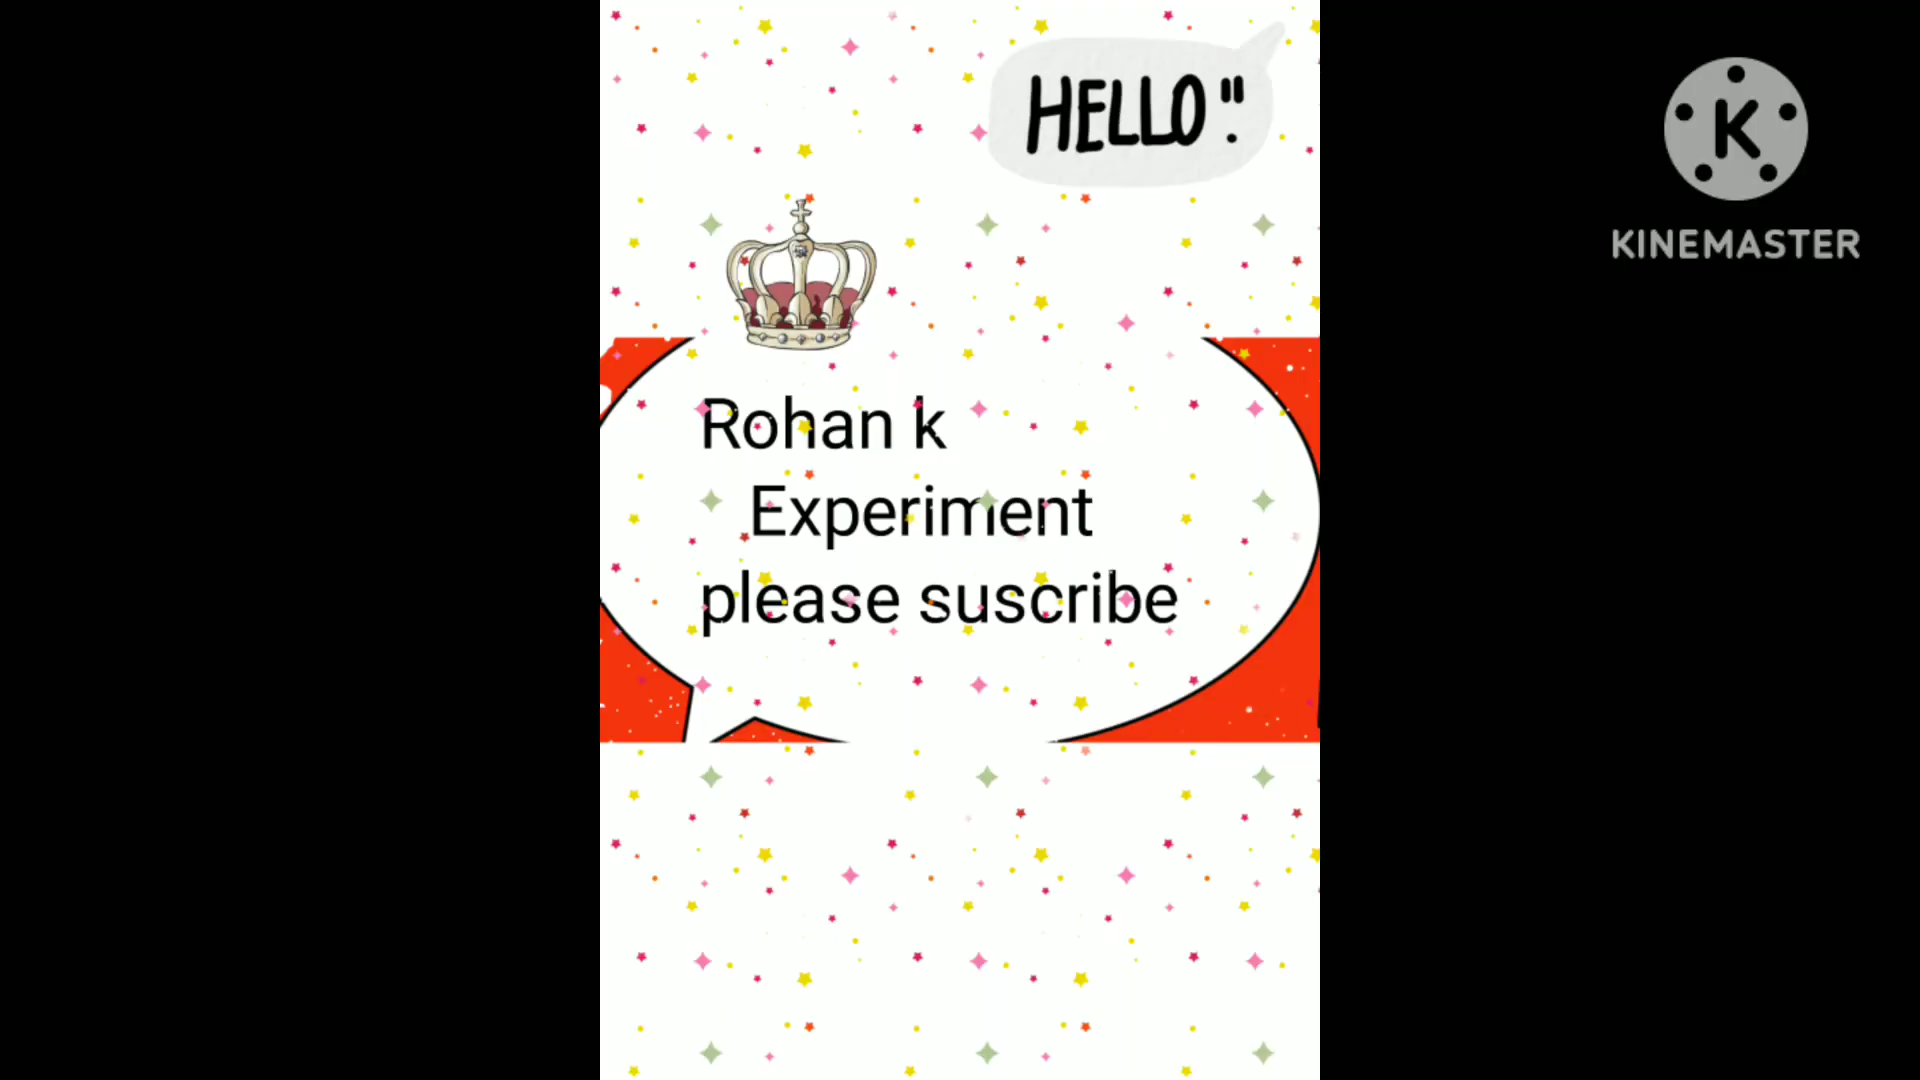 HELLO!!
K
KINEMASTER
Rohan k
Experiment
please suscribe